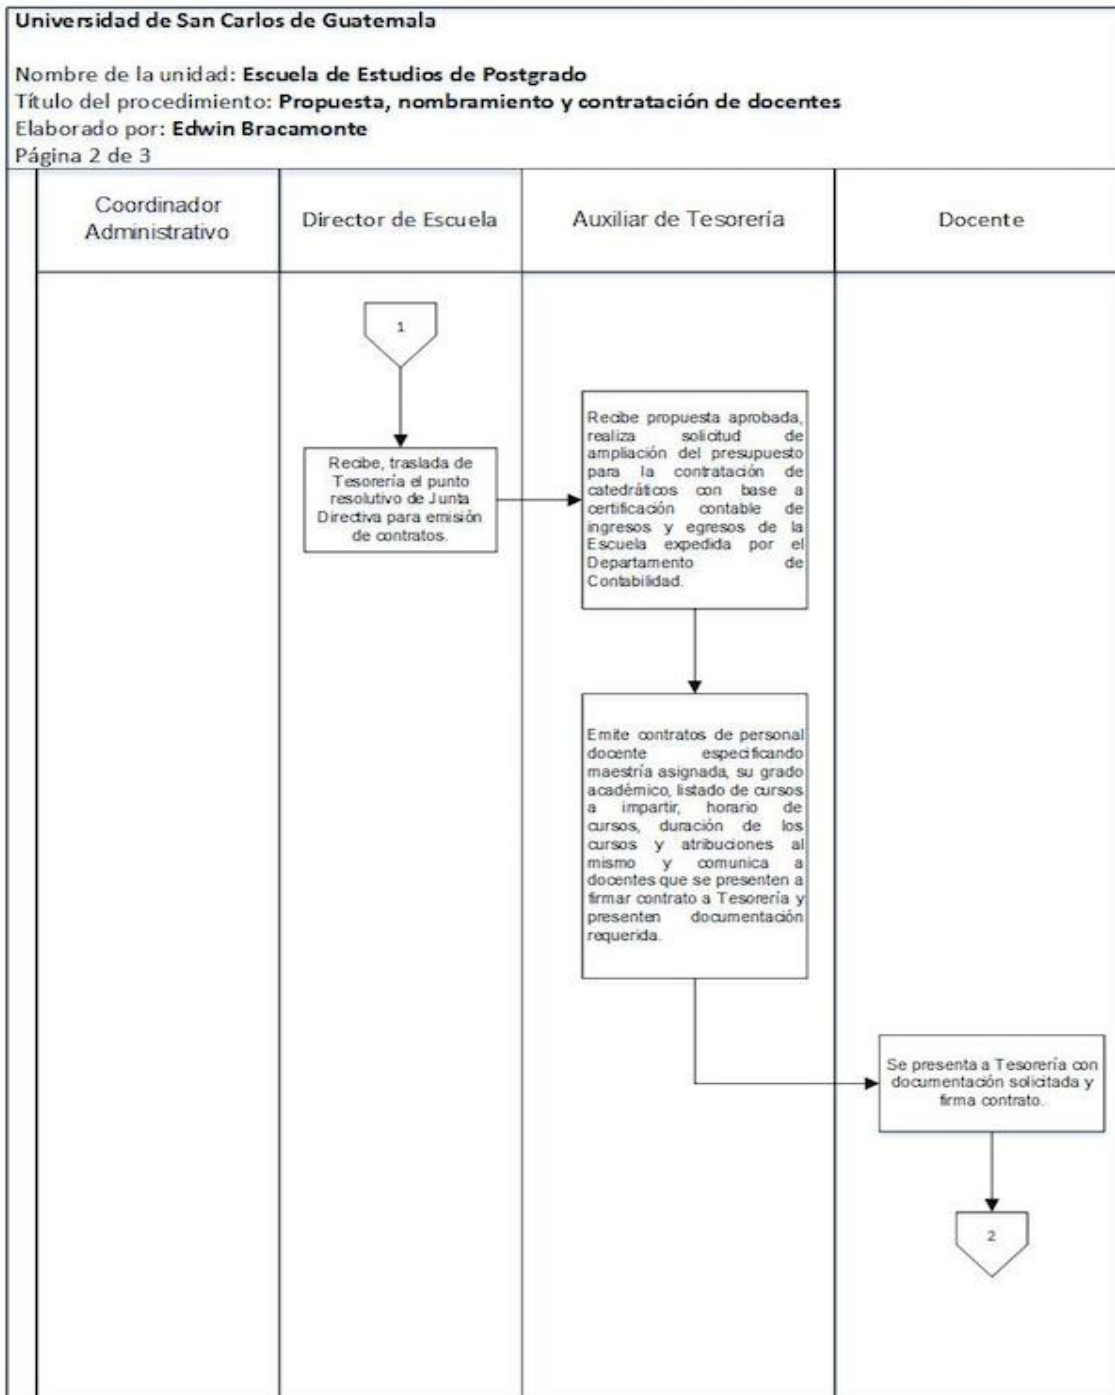 Universidad de San Carlos de Guatemala
Nombre de la unidad: Escuela de Estudios de Postgrado
Título del procedimiento: Propuesta, nombramiento y contratación de docentes
Elaborado por: Edwin Bracamonte
Página 2 de 3
Coordinador
Administrativo
Director de Escuela
Auxiliar de Tesorería
Docente
1
Recibe, traslada de
Tesorería el punto
resolutivo de Junta
Directiva para emisión
de contratos.
Recibe propuesta aprobada,
realiza solicitud de
ampliación del presupuesto
para la contratación de
catedráticos con base a
certificación contable de
ingresos y egresos de la
Escuela expedida por el
Departamento de
Contabilidad.
Emite contratos de personal
docente especificando
maestría asignada, su grado
académico, listado de cursos
a impartir, horario de
cursos, duración de los
cursos y atribuciones al
mismo y comunica a
docentes que se presenten a
firmar contrato a Tesorería y
presenten documentación
requerida.
Se presenta a Tesorería con
documentación solicitada y
firma contrato.
2